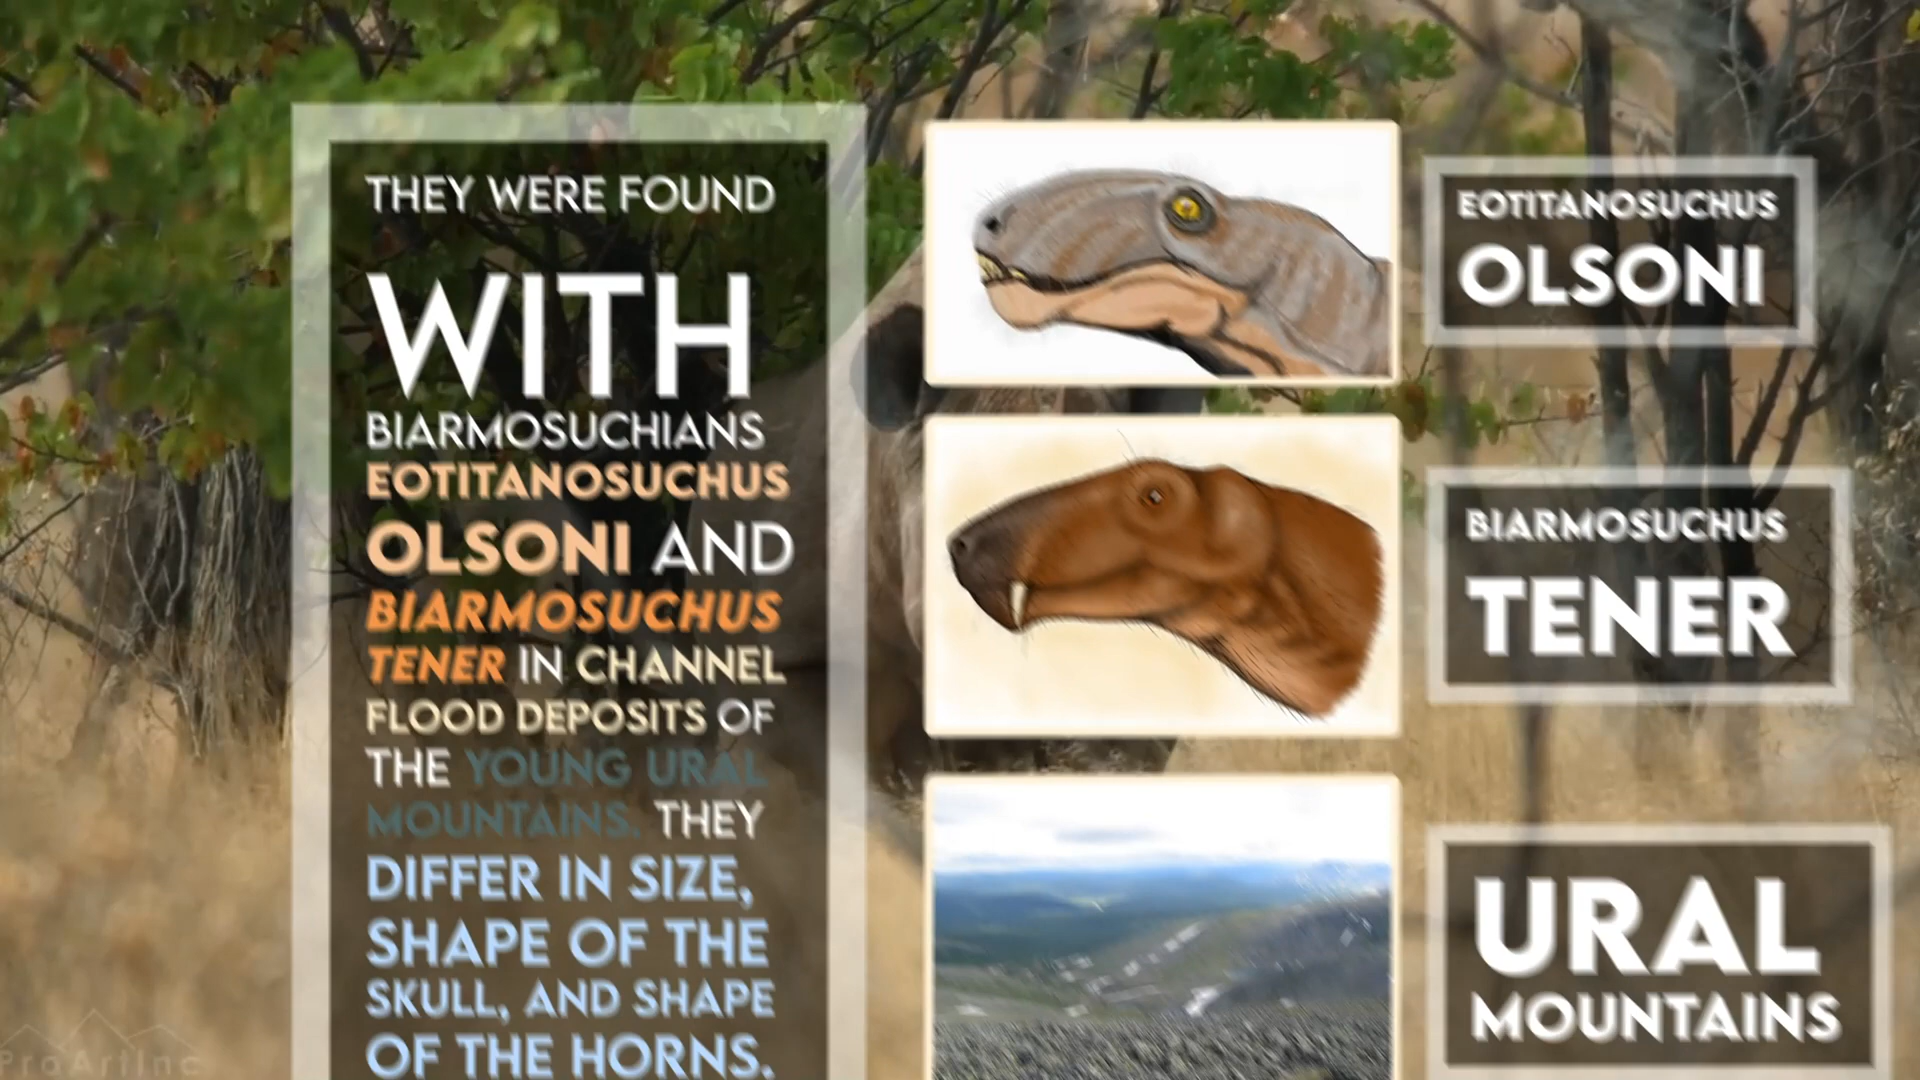 THEY WERE FOUND
WITH
BIARMOSUCHIANS
EOTITANOSUCHUS
OLSONI AND
BIARMOSUCHUS
TENER IN CHANNEL
FLOOD DEPOSITS OF
THE YOUNG URAL
MOUNTAINS. THEY
DIFFER IN SIZE,
SHAPE OF THE
SKULL, AND SHAPE
OF THE HORNS.
EOTITANOSUCHUS
OLSONI
BIARMOSUCHUS
TENER
URAL
MOUNTAINS
ProArtInc